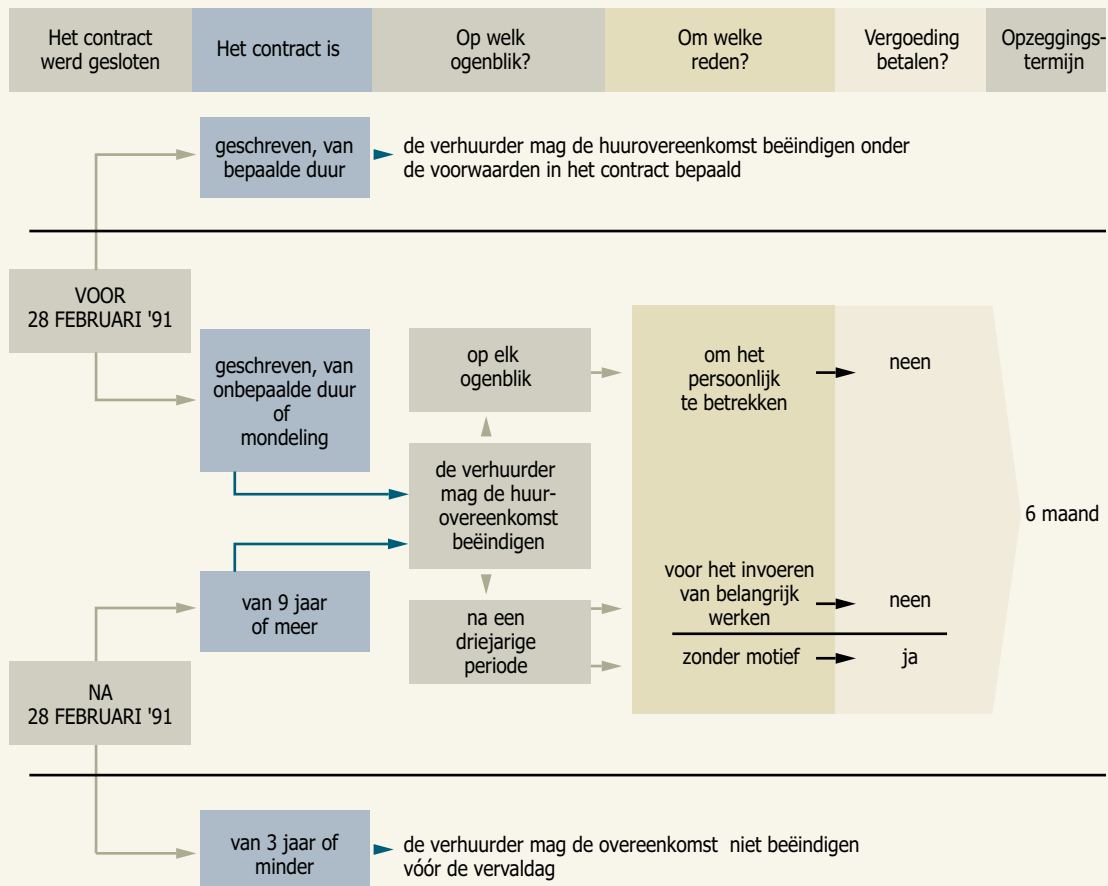 Het contract
werd gesloten
Het contract is
Op welk
ogenblik?
Om welke
reden?
Vergoeding
betalen?
Opzeggings-
termijn
geschreven, van
bepaalde duur
de verhuurder mag de huurovereenkomst beëindigen onder
de voorwaarden in het contract bepaald
VOOR
28 FEBRUARI '91
geschreven, van
onbepaalde duur
of
mondeling
op elk
ogenblik
om het
persoonlijk
te betrekken
neen
de verhuurder
mag de huur-
overeenkomst
beëindigen
6 maand
van 9 jaar
of meer
na een
driejarige
periode
voor het invoeren
van belangrijk
werken
neen
zonder motief
ja
NA
28 FEBRUARI '91
van 3 jaar of
minder
de verhuurder mag de overeenkomst niet beëindigen
vóór de vervaldag